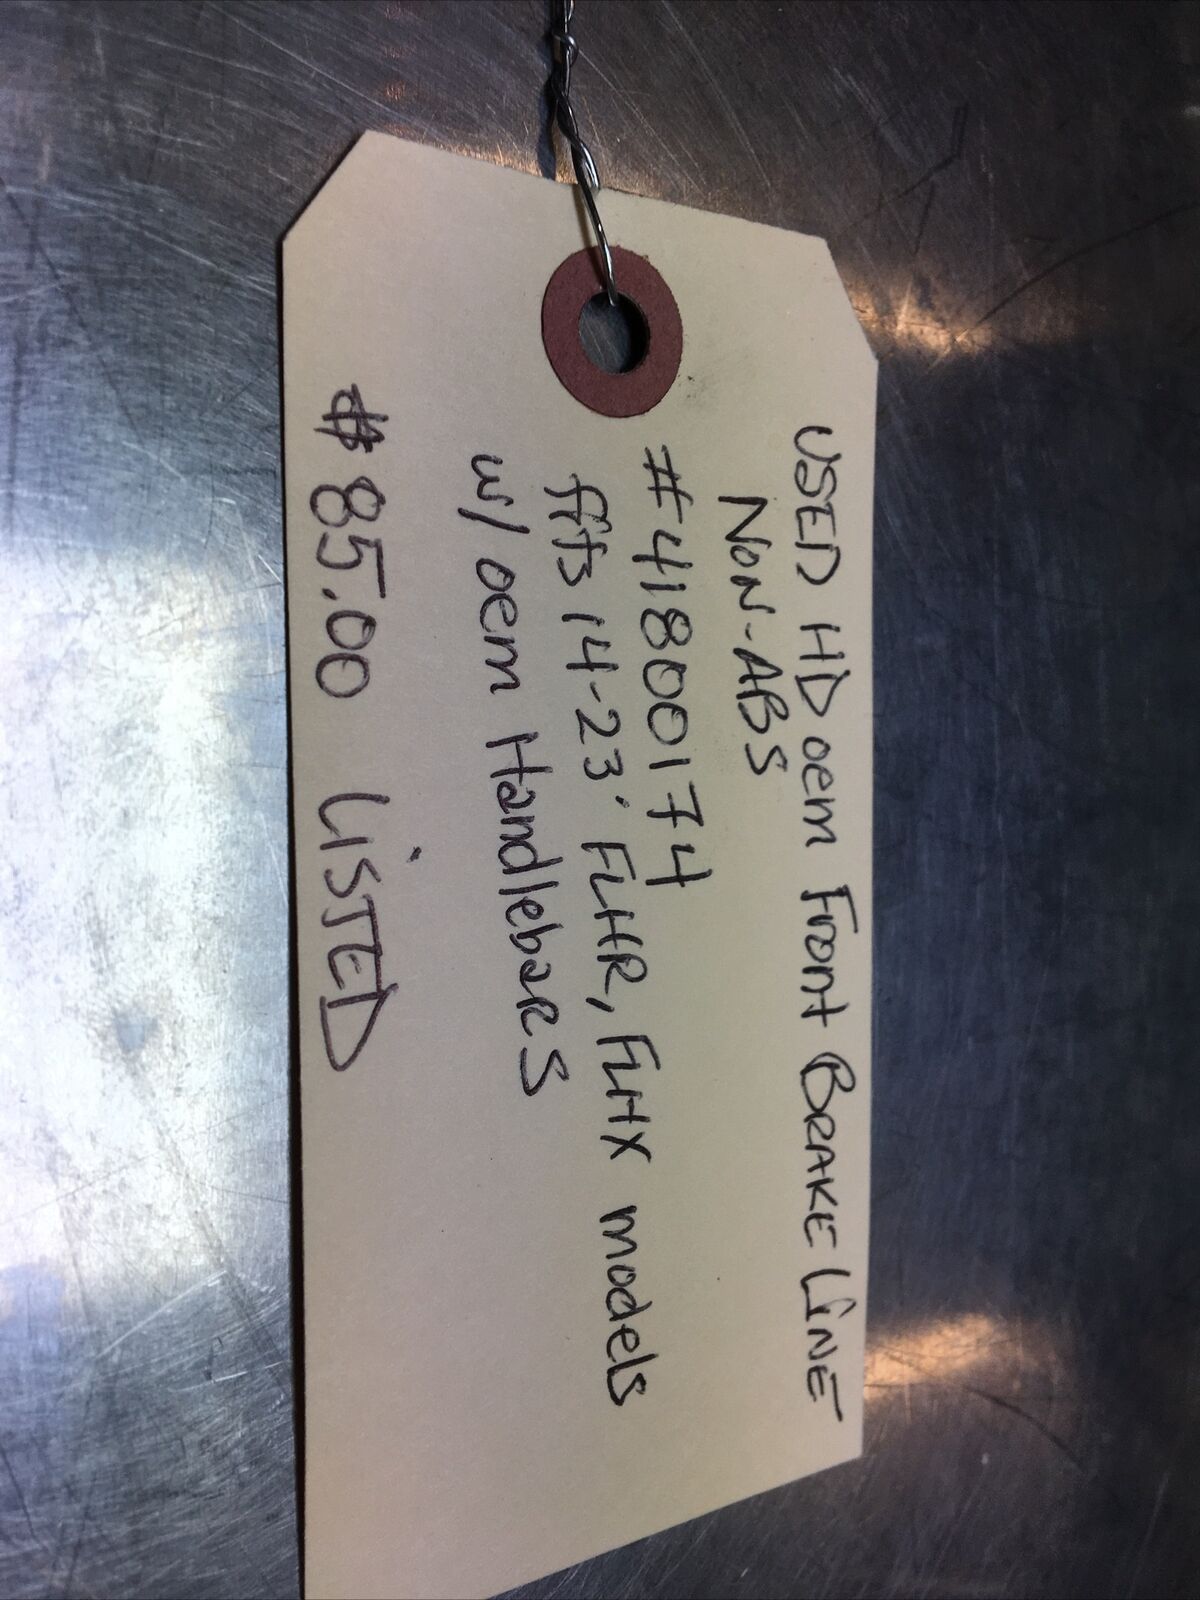 USED HD oem Front BRAKE LiNE
NoN-ABS
#41800174
fits 14-23' FLHR, FLHX models
w/ oem HandlebaRS
$85.00 LiSTED